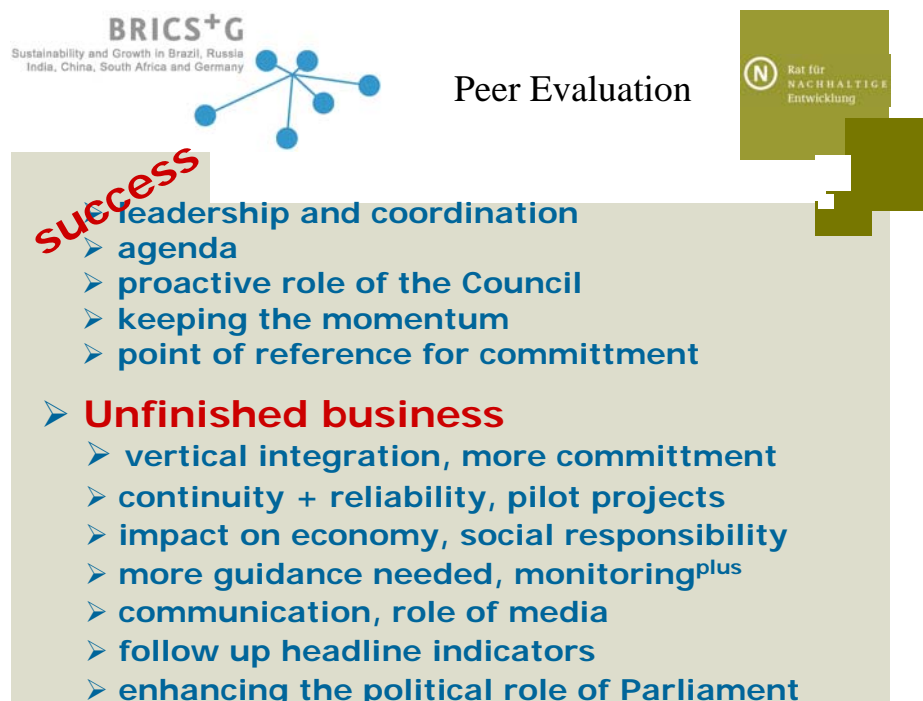 BRICS+G
Sustainability and Growth in Brazil, Russia
India, China, South Africa and Germany
Peer Evaluation
N
Rat für
NACHHALTIGE
Entwicklung
success
➢ leadership and coordination
➢ agenda
➢ proactive role of the Council
➢ keeping the momentum
➢ point of reference for committment
➢ Unfinished business
➢ vertical integration, more committment
➢ continuity + reliability, pilot projects
➢ impact on economy, social responsibility
➢ more guidance needed, monitoringplus
➢ communication, role of media
➢ follow up headline indicators
➢ enhancing the political role of Parliament